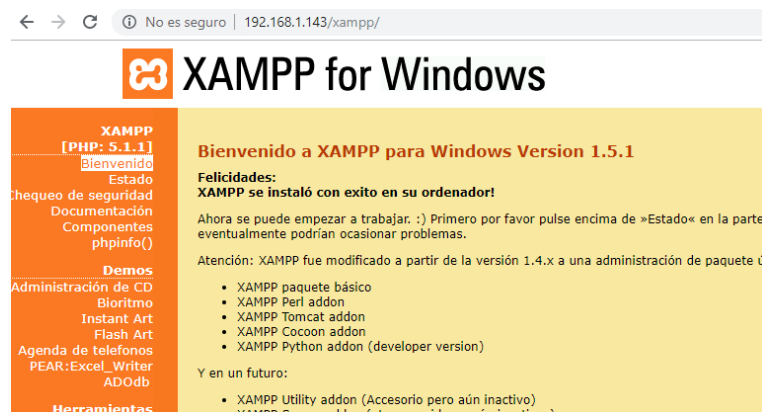 No es seguro | 192.168.1.143/xampp/
XAMPP for Windows
XAMPP
[PHP: 5.1.1]
Bienvenido
Estado
Chequeo de seguridad
Documentación
Componentes
phpinfo()
Demos
Administración de CD
Bioritmo
Instant Art
Flash Art
Agenda de telefonos
PEAR:Excel_Writer
ADOdb
Herramientas
Bienvenido a XAMPP para Windows Version 1.5.1
Felicidades:
XAMPP se instaló con exito en su ordenador!
Ahora se puede empezar a trabajar. :) Primero por favor pulse encima de »Estado« en la parte
eventualmente podrían ocasionar problemas.
Atención: XAMPP fue modificado a partir de la versión 1.4.x a una administración de paquete ú
• XAMPP paquete básico
• XAMPP Perl addon
• XAMPP Tomcat addon
• XAMPP Cocoon addon
• XAMPP Python addon (developer version)
Y en un futuro:
• XAMPP Utility addon (Accesorio pero aún inactivo)